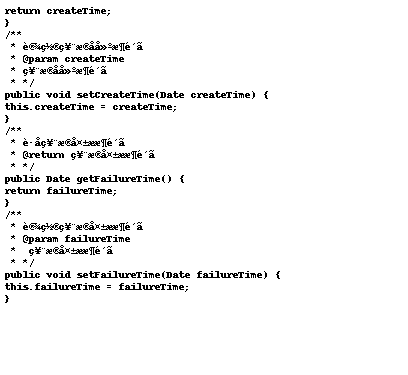 return createTime;
}
/**
* è®¾ç½®ç¥¨æ®åå»ºæ¶é´ã
* @param createTime
* ç¥¨æ®åå»ºæ¶é´ã
* */
public void setCreateTime(Date createTime) {
this.createTime = createTime;
}
/**
* è·åç¥¨æ®å¤±ææ¶é´ã
* @return ç¥¨æ®å¤±ææ¶é´ã
* */
public Date getFailureTime() {
return failureTime;
}
/**
* è®¾ç½®ç¥¨æ®å¤±ææ¶é´ã
* @param failureTime
* ç¥¨æ®å¤±ææ¶é´ã
* */
public void setFailureTime(Date failureTime) {
this.failureTime = failureTime;
}